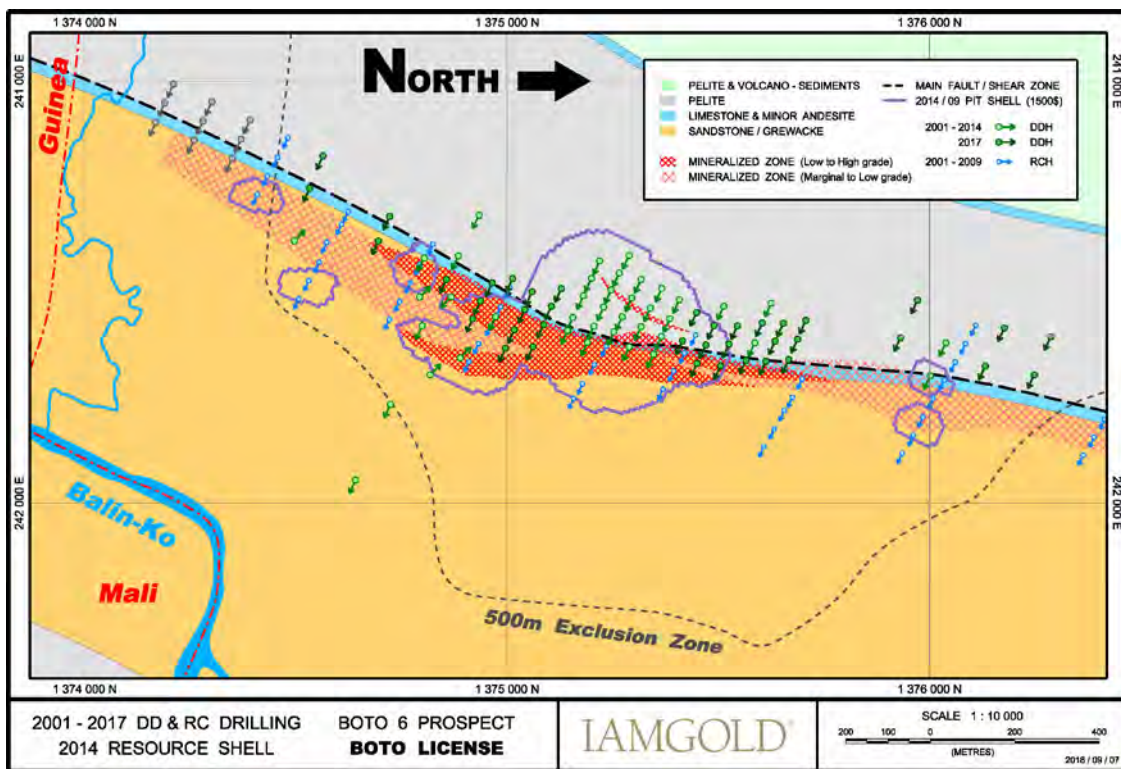 1 374 000 N
1 375 000 N
1 376 000 N
241 000 E
241 000 E
NORTH
Guinea
PELITE & VOLCANO - SEDIMENTS
PELITE
LIMESTONE & MINOR ANDESITE
SANDSTONE / GREWACKE
MINERALIZED ZONE (Low to High grade)
MINERALIZED ZONE (Marginal to Low grade)
MAIN FAULT / SHEAR ZONE
2014 / 09 PIT SHELL (1500$)
2001 - 2014 DDH
2017 DDH
2001 - 2009 RCH
242 000 E
242 000 E
Balin-Ko
Mali
500m Exclusion Zone
1 374 000 N
1 375 000 N
1 376 000 N
2001 - 2017 DD & RC DRILLING
2014 RESOURCE SHELL
BOTO 6 PROSPECT
BOTO LICENSE
IAMGOLD®
SCALE 1 : 10 000
200 100 0 200 400
(METRES)
2018 / 09 / 07